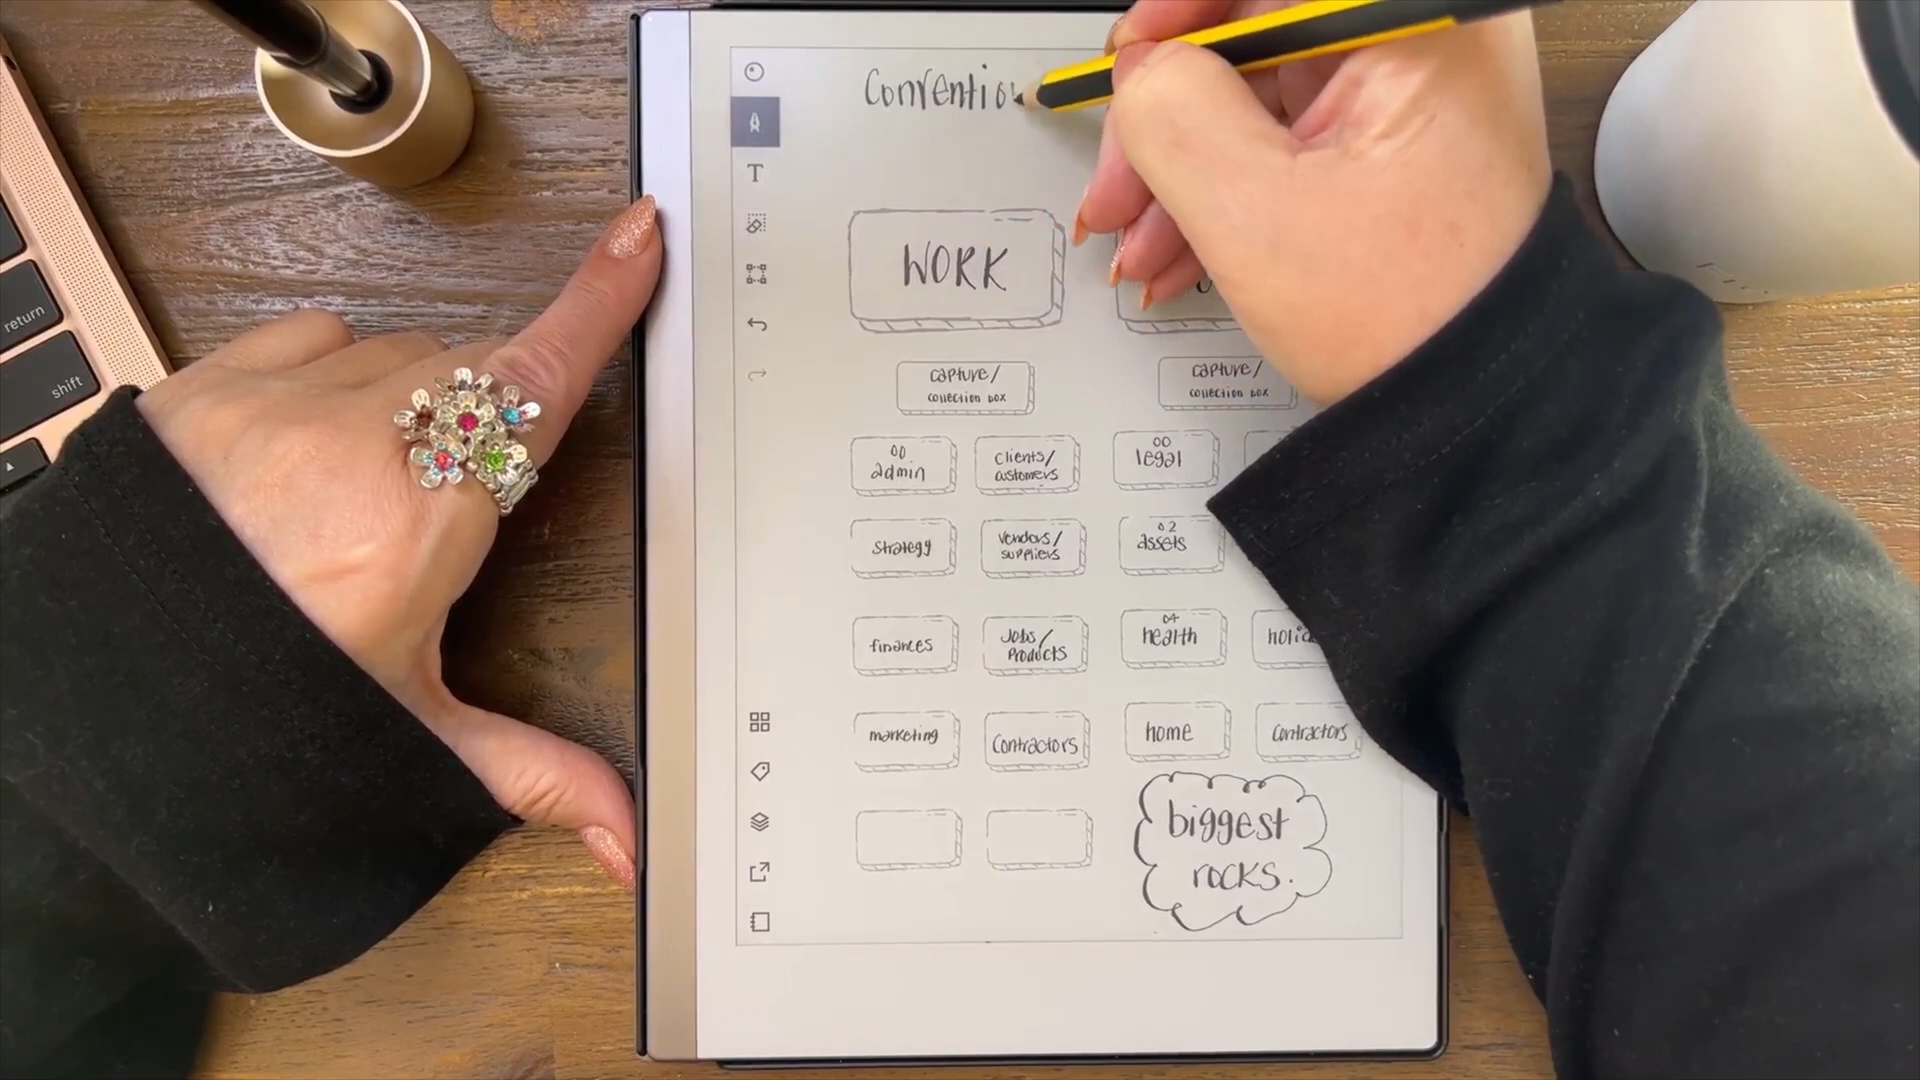 Conventio
WORK
capture/
collection box
capture/
collection box
00
admin
clients/
customers
00
legal
strategy
vendors/
suppliers
02
assets
finances
Jobs/
Products
04
health
holid
marketing
Contractors
home
Contractors
biggest
rocks.
return
shift
T